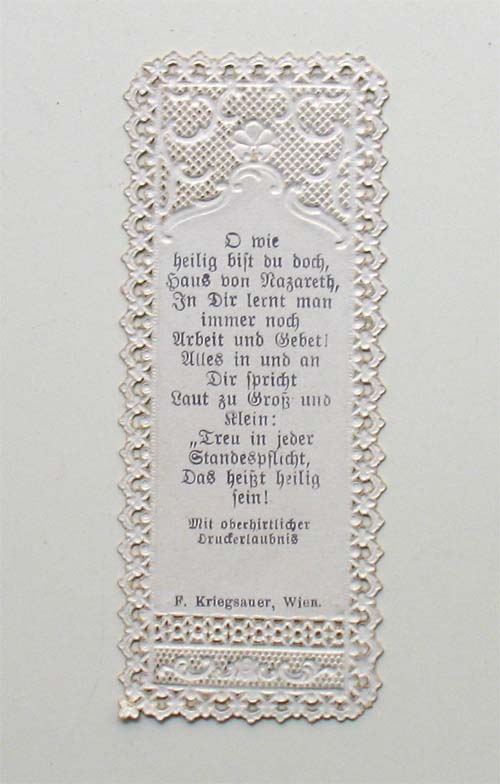 O wie
heilig bist du doch,
Haus von Nazareth,
In Dir lernt man
immer noch
Arbeit und Gebet!
Alles in und an
Dir spricht
Laut zu Groß und
Klein:
„Treu in jeder
Standespflicht,
Das heißt heilig
sein!
Mit oberhirtlicher
Druckerlaubnis
F. Kriegsauer, Wien.